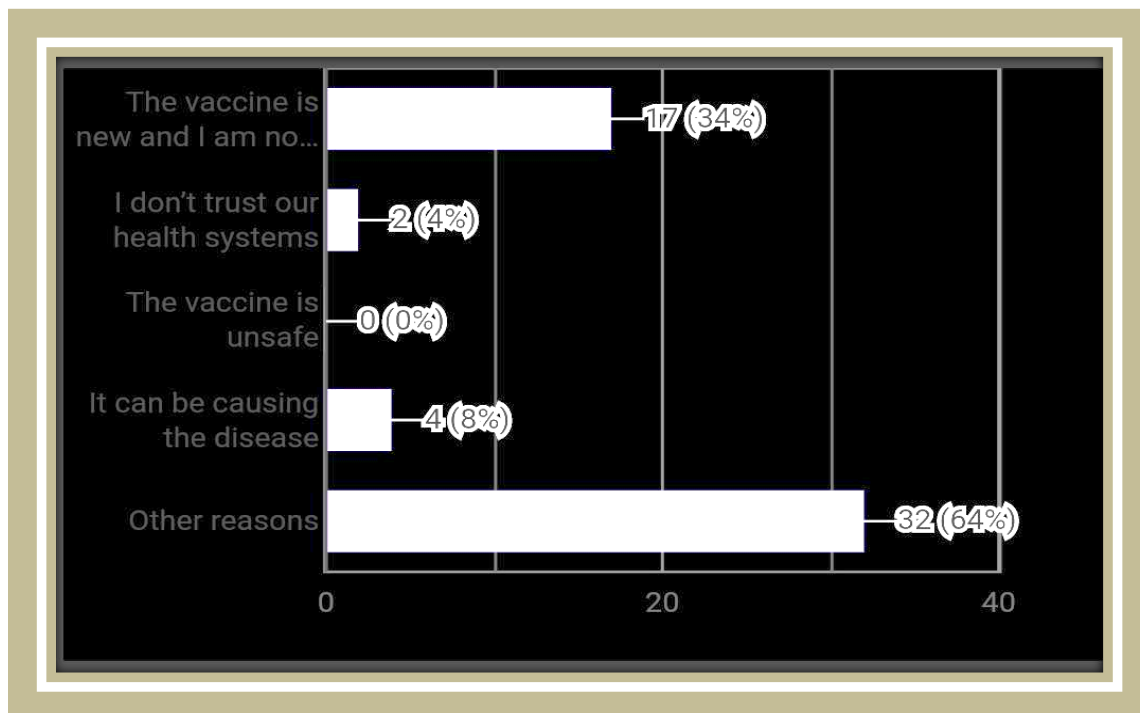 The vaccine is
new and I am no...
17 (34%)
I don't trust our
health systems
2 (4%)
The vaccine is
unsafe
0 (0%)
It can be causing
the disease
4 (8%)
Other reasons
32 (64%)
0 20 40